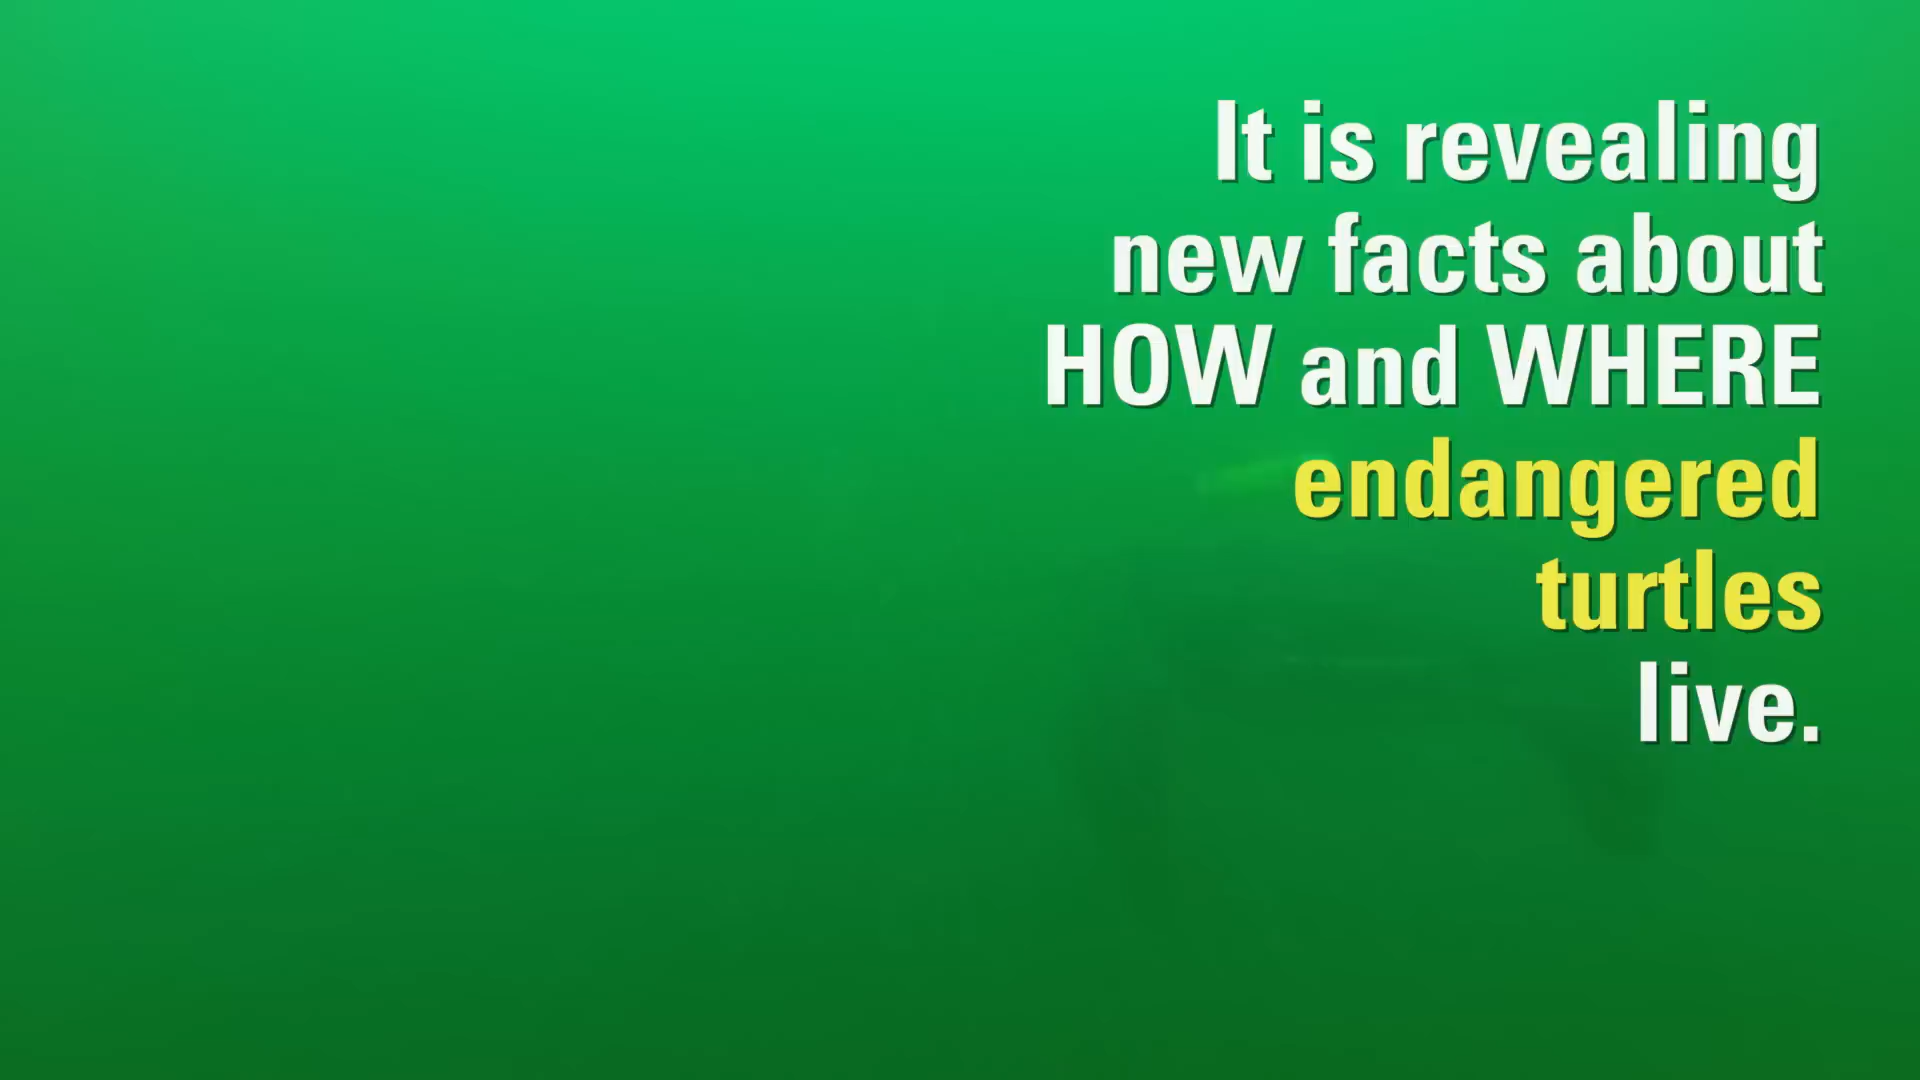 It is revealing
new facts about
HOW and WHERE
endangered
turtles
live.